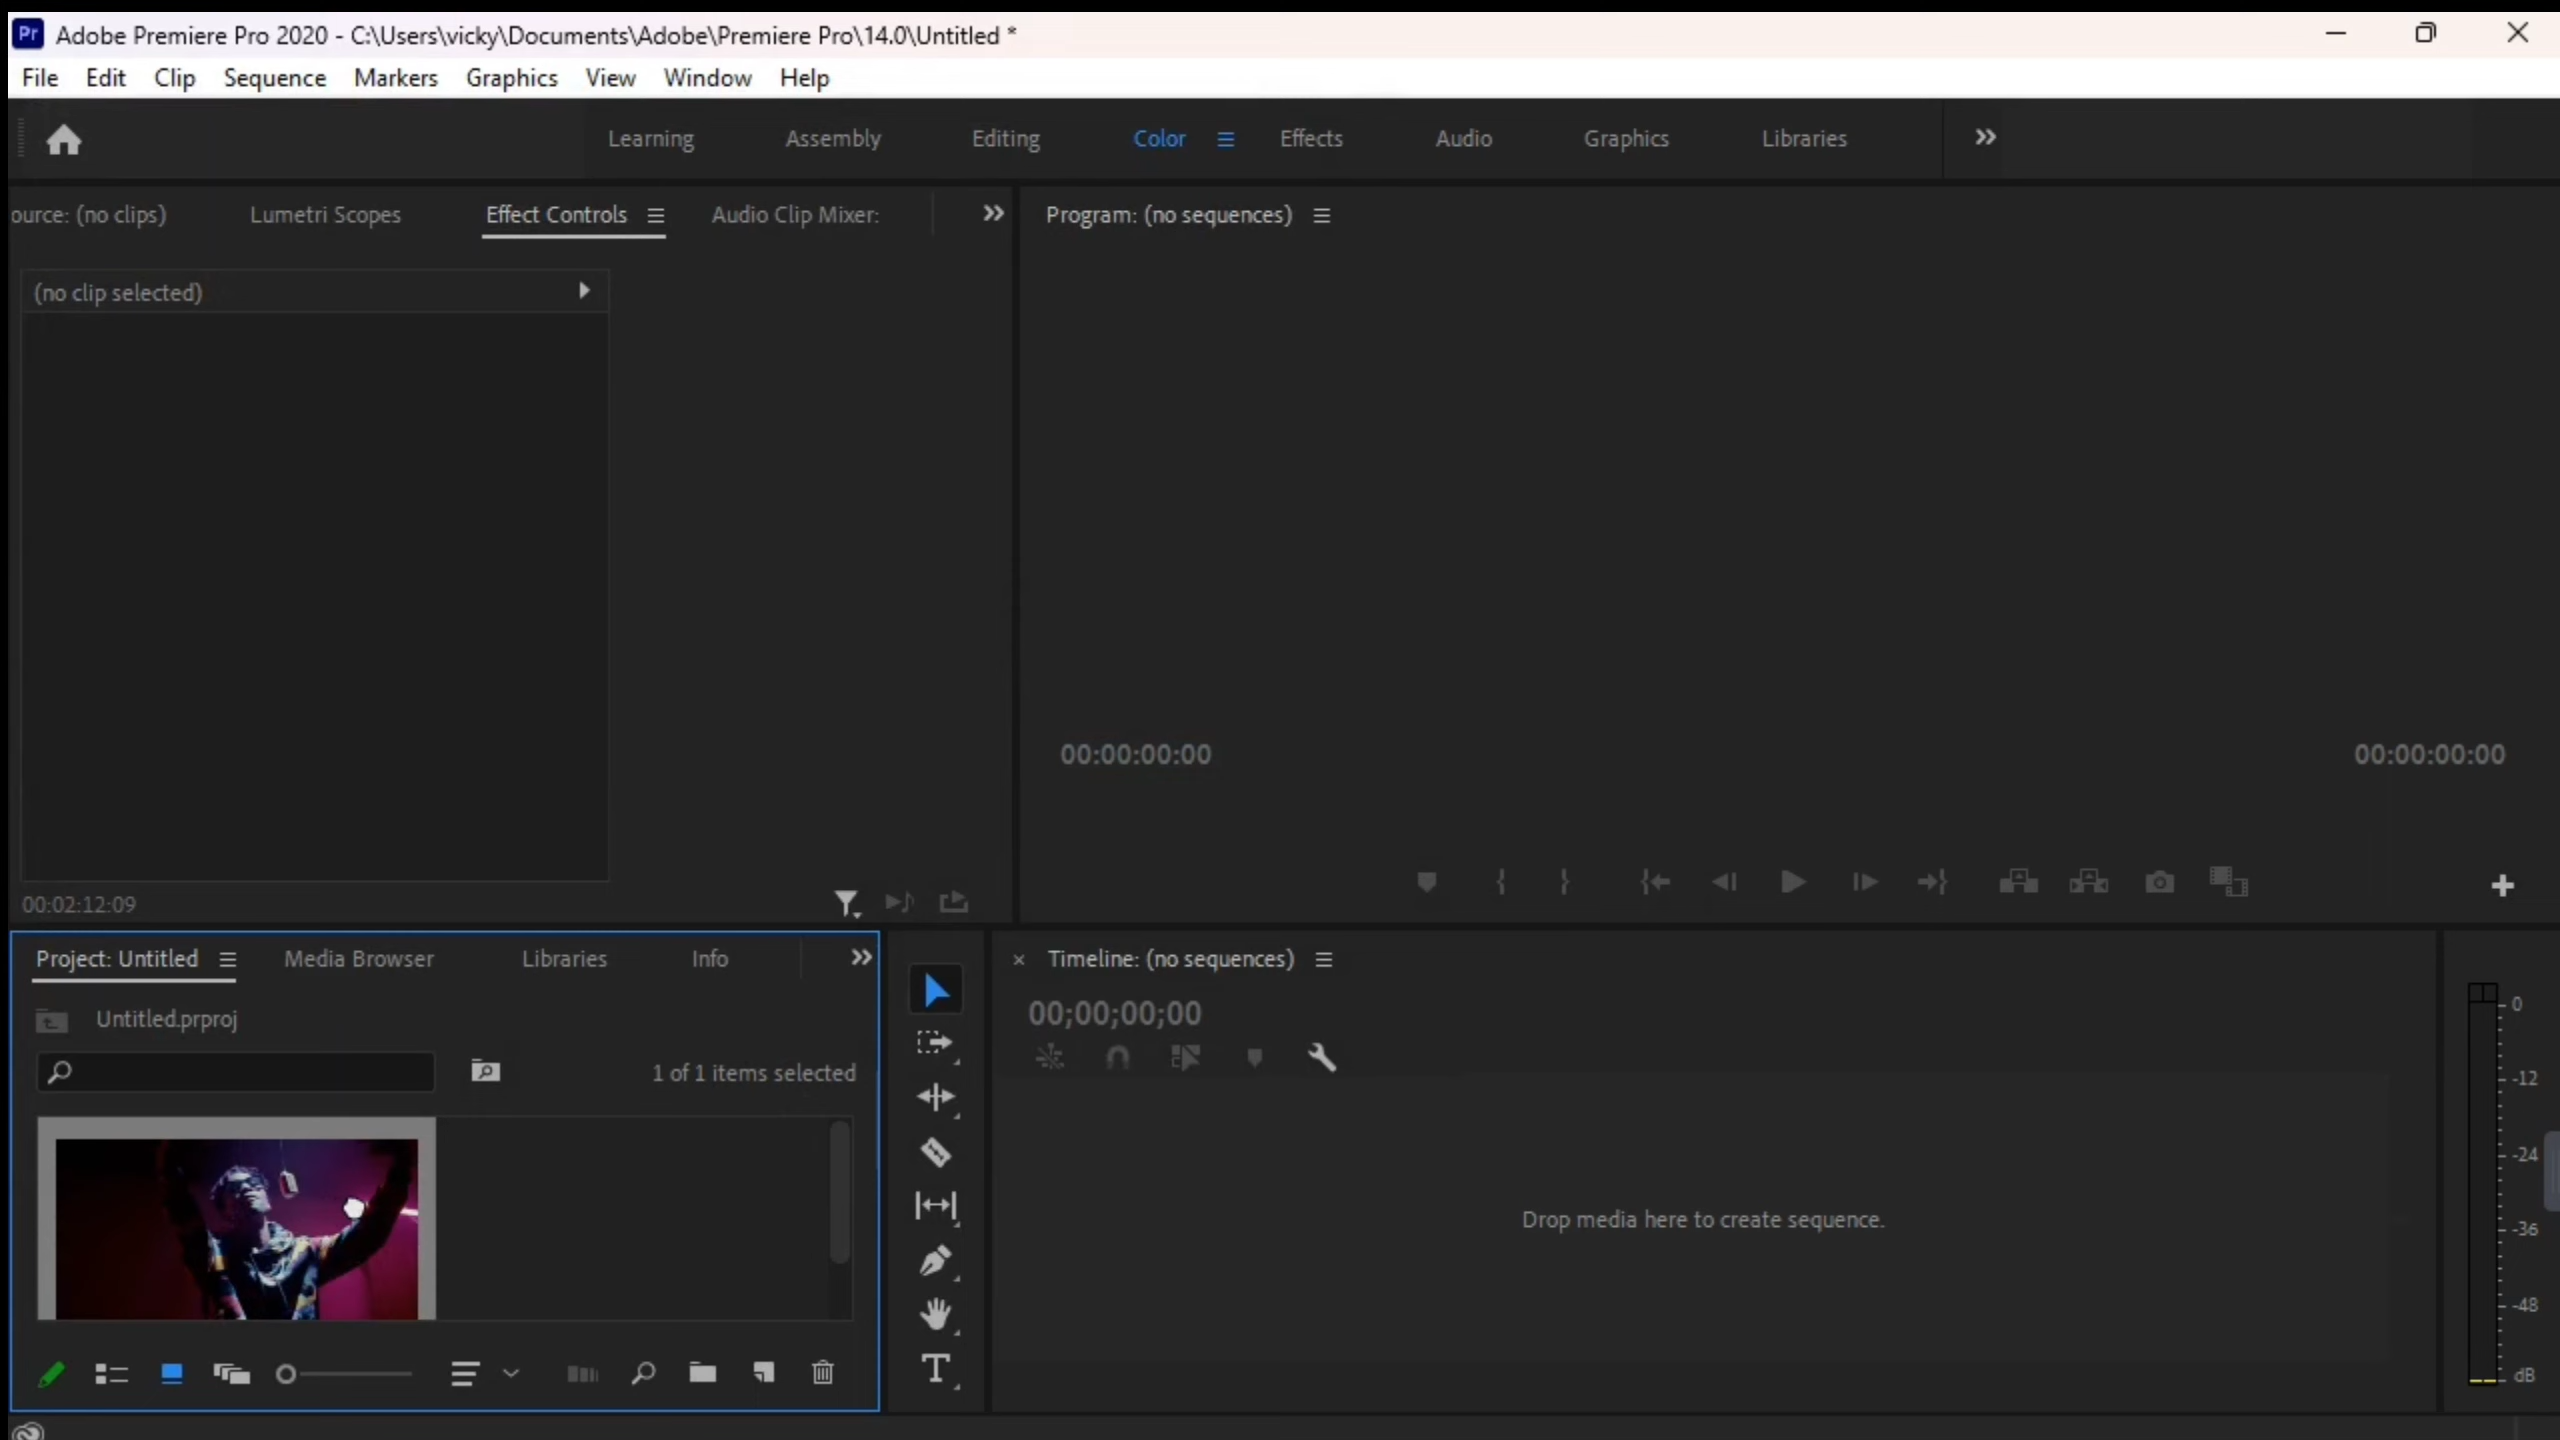 Pr Adobe Premiere Pro 2020 - C:\Users\vicky\Documents\Adobe\Premiere Pro\14.0\Untitled *
File Edit Clip Sequence Markers Graphics View Window Help
Learning Assembly Editing Color Effects Audio Graphics Libraries
ource: (no clips) Lumetri Scopes Effect Controls Audio Clip Mixer: Program: (no sequences)
(no clip selected)
00:00:00:00 00:00:00:00
00:02:12:09
Project: Untitled Media Browser Libraries Info Timeline: (no sequences)
00;00;00;00
Untitled.prproj
1 of 1 items selected
Drop media here to create sequence.
0
-12
-24
-36
-48
dB